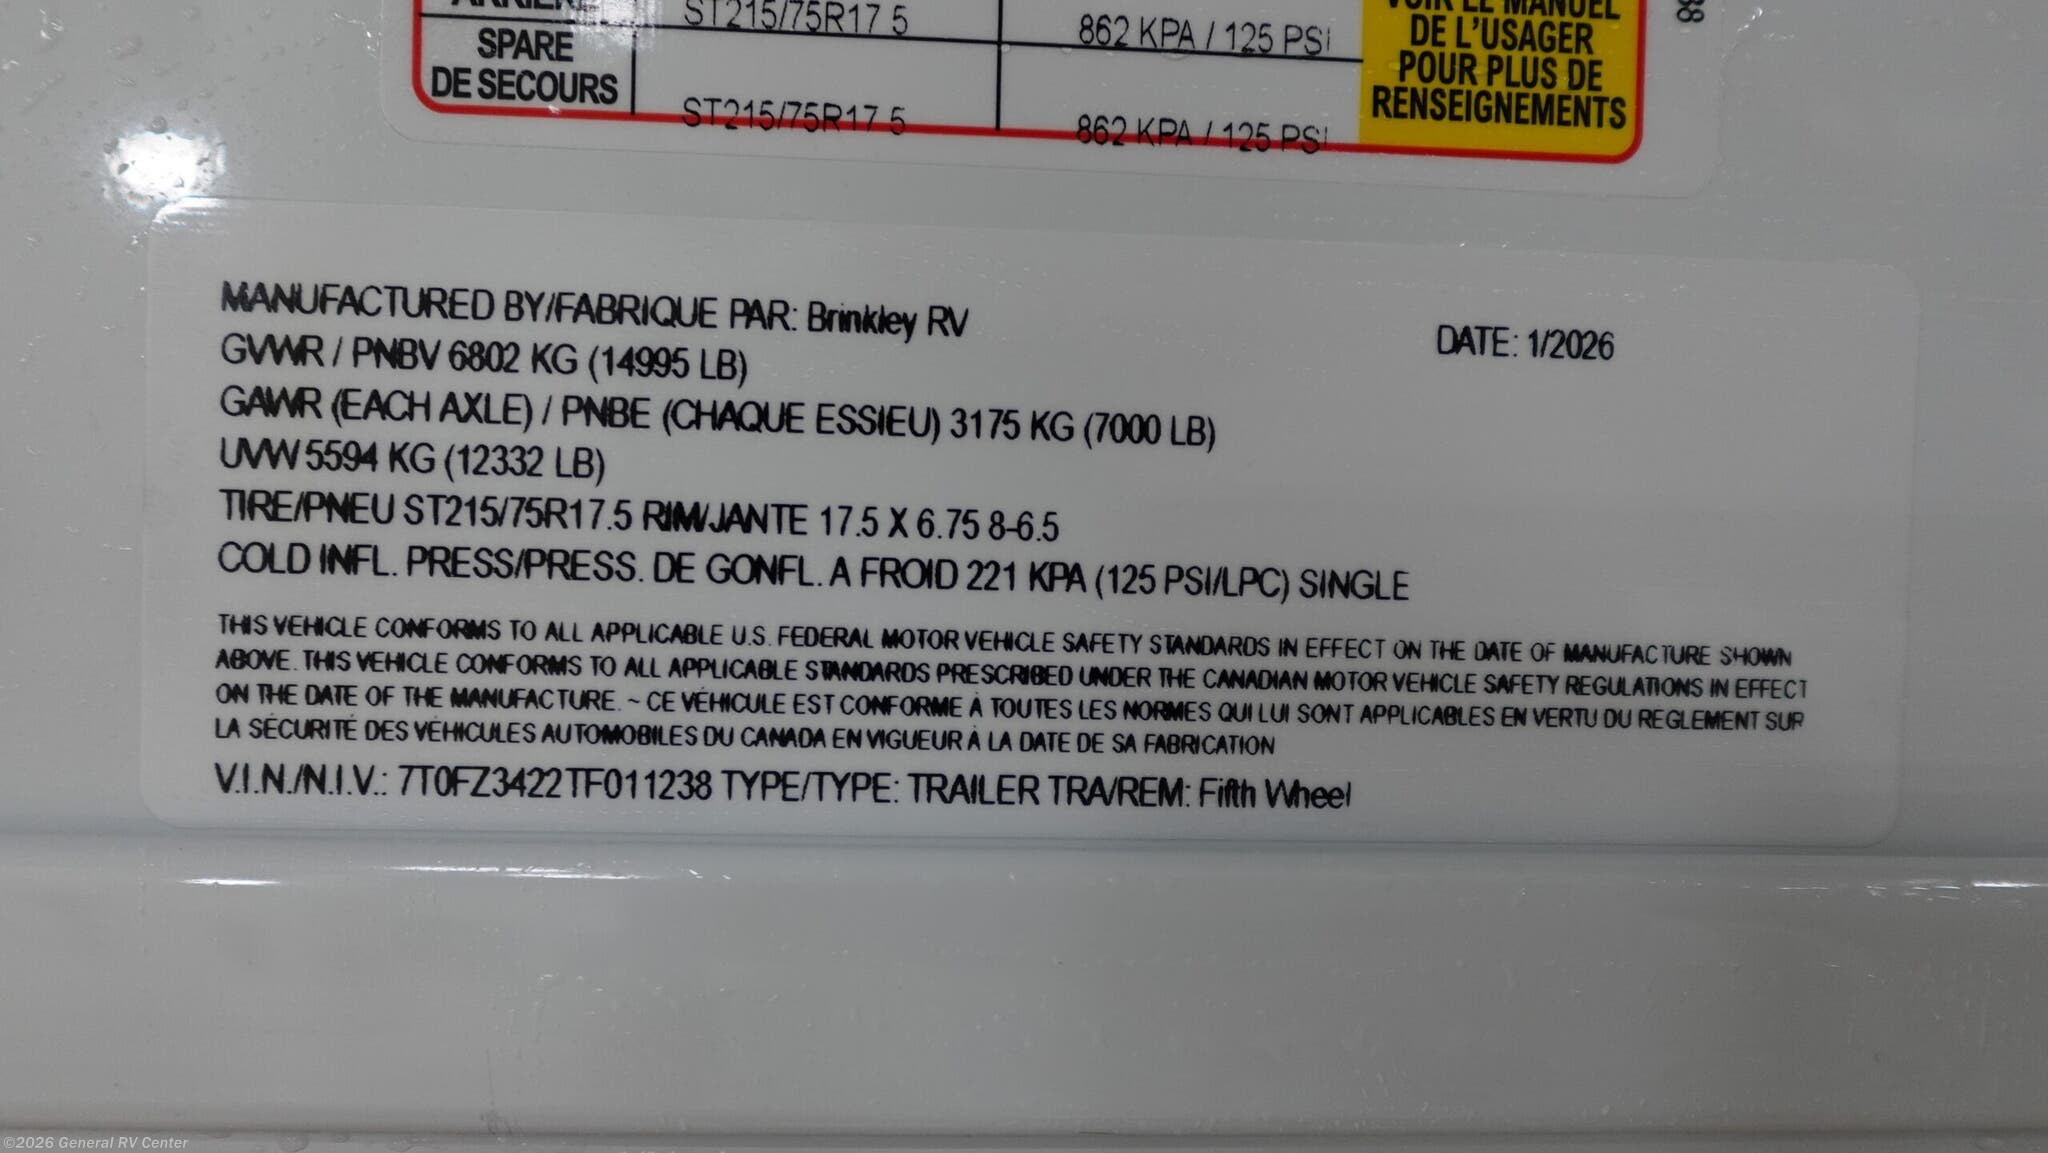 ARRIÈRE ST215/75R17 5 862 KPA / 125 PSI
SPARE
DE SECOURS ST215/75R17 5 862 KPA / 125 PSI
VOIR LE MANUEL
DE L'USAGER
POUR PLUS DE
RENSEIGNEMENTS
MANUFACTURED BY/FABRIQUE PAR: Brinkley RV
DATE: 1/2026
GVWR / PNBV 6802 KG (14995 LB)
GAWR (EACH AXLE) / PNBE (CHAQUE ESSIEU) 3175 KG (7000 LB)
UVW 5594 KG (12332 LB)
TIRE/PNEU ST215/75R17.5 RIM/JANTE 17.5 X 6.75 8-6.5
COLD INFL. PRESS/PRESS. DE GONFL. A FROID 221 KPA (125 PSI/LPC) SINGLE
THIS VEHICLE CONFORMS TO ALL APPLICABLE U.S. FEDERAL MOTOR VEHICLE SAFETY STANDARDS IN EFFECT ON THE DATE OF MANUFACTURE SHOWN
ABOVE. THIS VEHICLE CONFORMS TO ALL APPLICABLE STANDARDS PRESCRIBED UNDER THE CANADIAN MOTOR VEHICLE SAFETY REGULATIONS IN EFFECT
ON THE DATE OF THE MANUFACTURE. ~ CE VÉHICULE EST CONFORME À TOUTES LES NORMES QUI LUI SONT APPLICABLES EN VERTU DU RÈGLEMENT SUR
LA SÉCURITÉ DES VÉHICULES AUTOMOBILES DU CANADA EN VIGUEUR À LA DATE DE SA FABRICATION
V.I.N./N.I.V.: 7T0FZ3422TF011238 TYPE/TYPE: TRAILER TRA/REM: Fifth Wheel
©2026 General RV Center